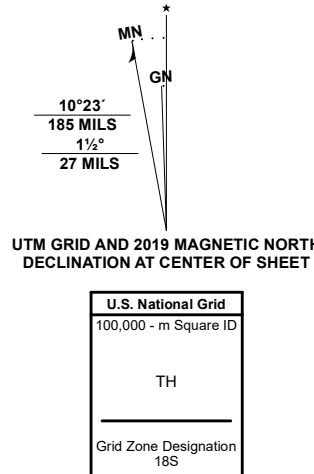 ★
MN
GN
10°23´
185 MILS
1½°
27 MILS
UTM GRID AND 2019 MAGNETIC NORTH
DECLINATION AT CENTER OF SHEET
U.S. National Grid
100,000 - m Square ID
TH
Grid Zone Designation
18S